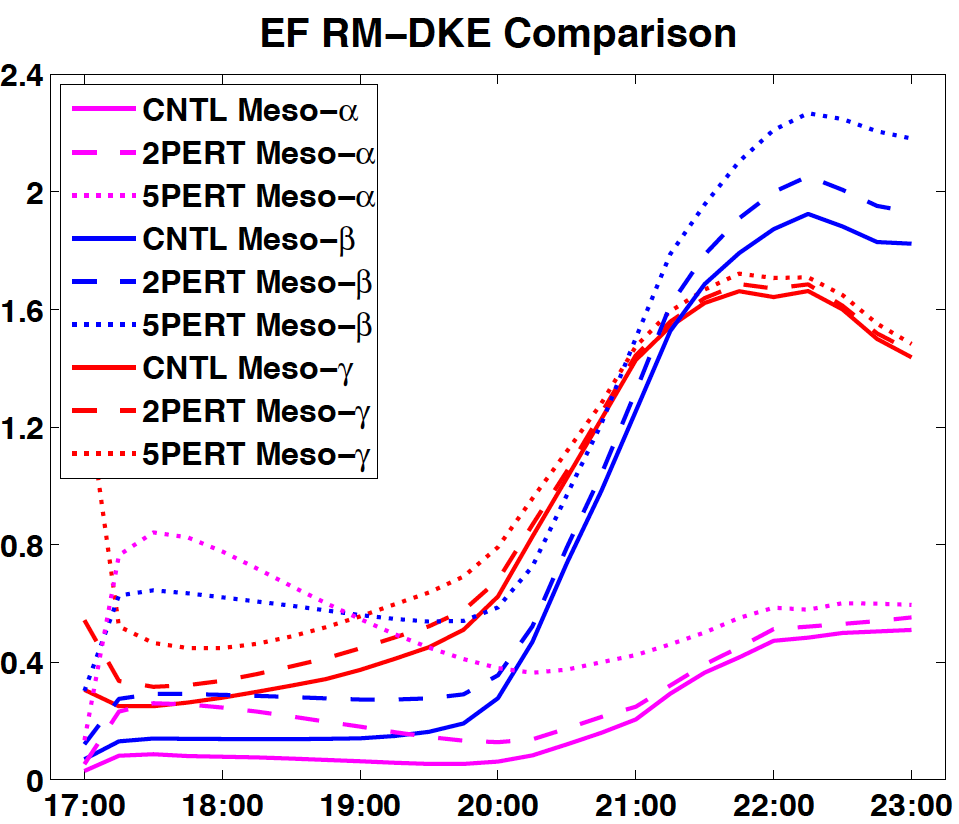 EF RM−DKE Comparison
2.4
CNTL Meso−α
2PERT Meso−α
5PERT Meso−α
CNTL Meso−β
2PERT Meso−β
5PERT Meso−β
CNTL Meso−γ
2PERT Meso−γ
5PERT Meso−γ
2
1.6
1.2
0.8
0.4
0
17:00 18:00 19:00 20:00 21:00 22:00 23:00